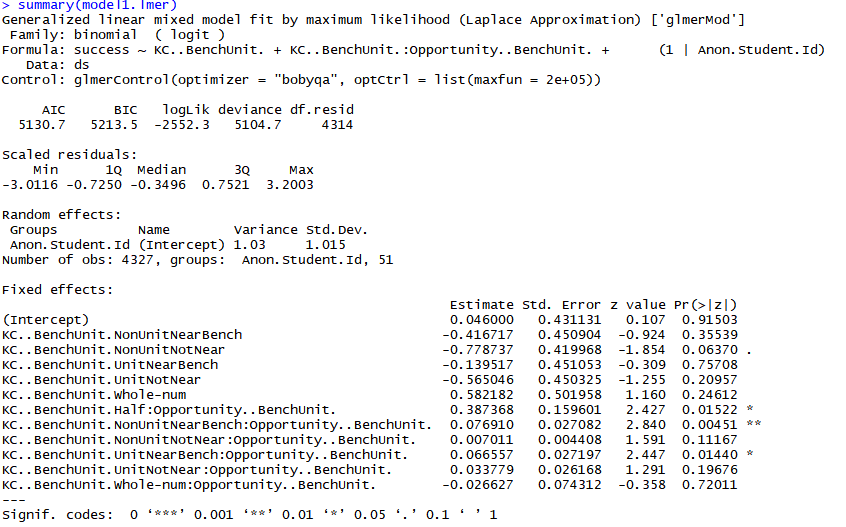 > summary(model1.lmer)
Generalized linear mixed model fit by maximum likelihood (Laplace Approximation) ['glmerMod']
 Family: binomial  ( logit )
Formula: success ~ KC..BenchUnit. + KC..BenchUnit.:Opportunity..BenchUnit. +      (1 | Anon.Student.Id)
   Data: ds
Control: glmerControl(optimizer = "bobyqa", optCtrl = list(maxfun = 2e+05))

     AIC      BIC   logLik deviance df.resid
  5130.7   5213.5  -2552.3   5104.7     4314

Scaled residuals:
    Min      1Q  Median      3Q     Max
-3.0116 -0.7250 -0.3496  0.7521  3.2003

Random effects:
 Groups          Name        Variance Std.Dev.
 Anon.Student.Id (Intercept) 1.03     1.015
Number of obs: 4327, groups:  Anon.Student.Id, 51

Fixed effects:
                                                       Estimate Std. Error z value Pr(>|z|)
(Intercept)                                            0.046000   0.431131   0.107  0.91503
KC..BenchUnit.NonUnitNearBench                        -0.416717   0.450904  -0.924  0.35539
KC..BenchUnit.NonUnitNotNear                          -0.778737   0.419968  -1.854  0.06370 .
KC..BenchUnit.UnitNearBench                           -0.139517   0.451053  -0.309  0.75708
KC..BenchUnit.UnitNotNear                             -0.565046   0.450325  -1.255  0.20957
KC..BenchUnit.Whole-num                                0.582182   0.501958   1.160  0.24612
KC..BenchUnit.Half:Opportunity..BenchUnit.             0.387368   0.159601   2.427  0.01522 *
KC..BenchUnit.NonUnitNearBench:Opportunity..BenchUnit. 0.076910   0.027082   2.840  0.00451 **
KC..BenchUnit.NonUnitNotNear:Opportunity..BenchUnit.   0.007011   0.004408   1.591  0.11167
KC..BenchUnit.UnitNearBench:Opportunity..BenchUnit.    0.066557   0.027197   2.447  0.01440 *
KC..BenchUnit.UnitNotNear:Opportunity..BenchUnit.      0.033779   0.026168   1.291  0.19676
KC..BenchUnit.Whole-num:Opportunity..BenchUnit.       -0.026627   0.074312  -0.358  0.72011
---
Signif. codes:  0 ‘***’ 0.001 ‘**’ 0.01 ‘*’ 0.05 ‘.’ 0.1 ‘ ’ 1